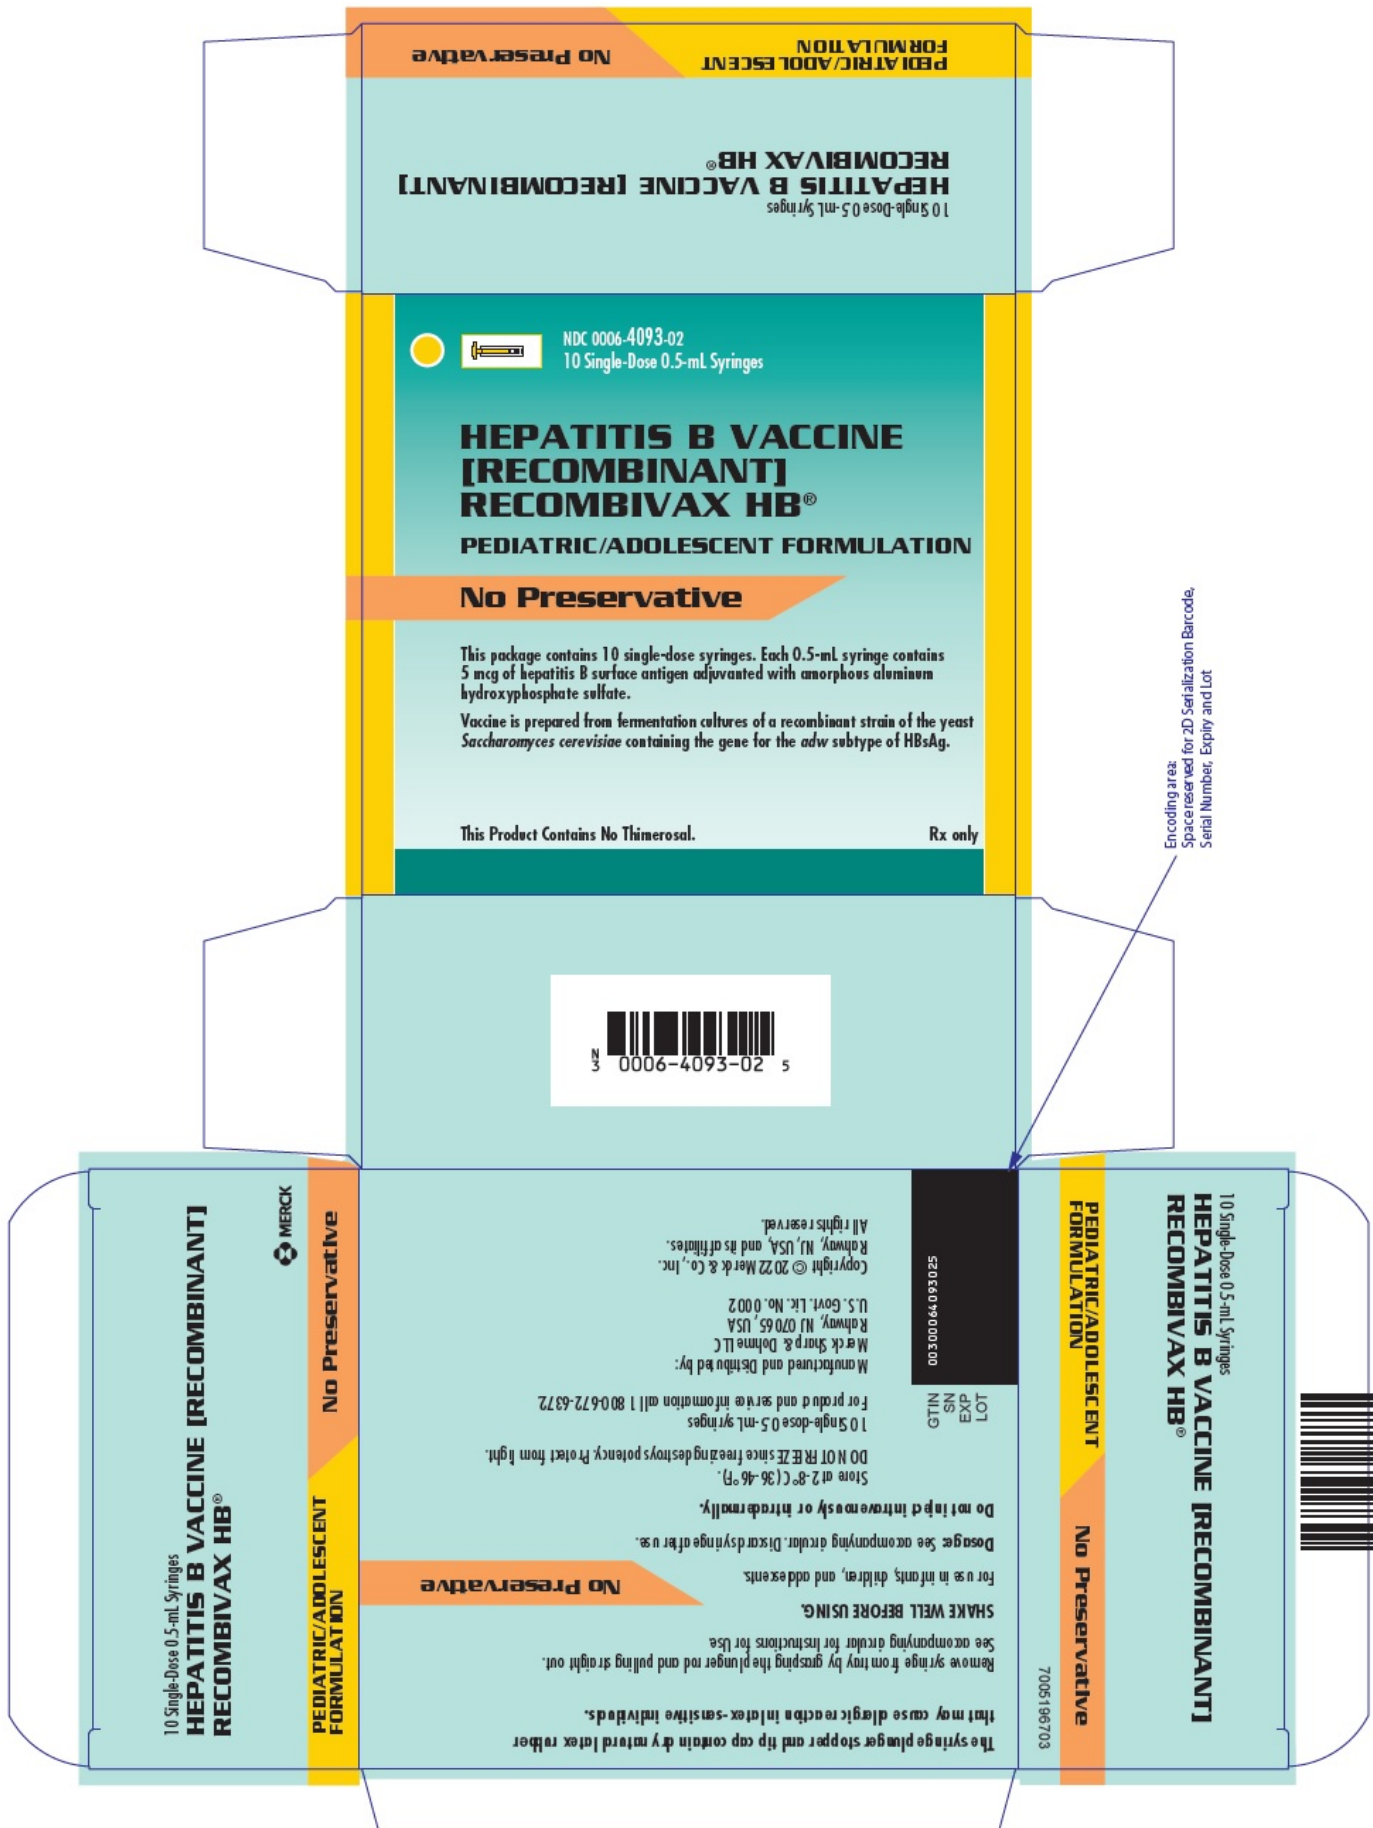 No Preservative
PEDIATRIC/ADOLESCENT
FORMULATION
10 Single-Dose 0.5-mL Syringes
HEPATITIS B VACCINE [RECOMBINANT]
RECOMBIVAX HB®
NDC 0006-4093-02
10 Single-Dose 0.5-mL Syringes
HEPATITIS B VACCINE
[RECOMBINANT]
RECOMBIVAX HB®
PEDIATRIC/ADOLESCENT FORMULATION
No Preservative
This package contains 10 single-dose syringes. Each 0.5-mL syringe contains
5 mcg of hepatitis B surface antigen adjuvanted with amorphous aluminum
hydroxyphosphate sulfate.
Vaccine is prepared from fermentation cultures of a recombinant strain of the yeast
Saccharomyces cerevisiae containing the gene for the adw subtype of HBsAg.
This Product Contains No Thimerosal.
Rx only
Encoding area:
Space reserved for 2D Serialization Barcode,
Serial Number, Expiry and Lot
N
3 0006-4093-02 5
10 Single-Dose 0.5-mL Syringes
HEPATITIS B VACCINE [RECOMBINANT]
RECOMBIVAX HB®
MERCK
PEDIATRIC/ADOLESCENT
FORMULATION
No Preservative
The syringe plunger stopper and tip cap contain dry natural latex rubber
that may cause allergic reaction in latex-sensitive individuals.
Remove syringe from tray by grasping the plunger rod and pulling straight out.
See accompanying circular for Instructions for Use.
SHAKE WELL BEFORE USING.
No Preservative
For use in infants, children, and adolescents.
Dosage: See accompanying circular. Discard syringe after use.
Do not inject intravenously or intradermally.
Store at 2-8°C (36-46°F).
DO NOT FREEZE since freezing destroys potency. Protect from light.
10 Single-dose 0.5-mL syringes
For product and service information call 1 800-672-6372
Manufactured and Distributed by:
Merck Sharp & Dohme LLC
Rahway, NJ 07065, USA
U.S. Govt. Lic. No. 0002
Copyright © 2022 Merck & Co., Inc.
Rahway, NJ, USA, and its affiliates.
All rights reserved.
GTIN 00300064093025
SN
EXP
LOT
PEDIATRIC/ADOLESCENT
FORMULATION
No Preservative
7005196703
10 Single-Dose 0.5-mL Syringes
HEPATITIS B VACCINE [RECOMBINANT]
RECOMBIVAX HB®